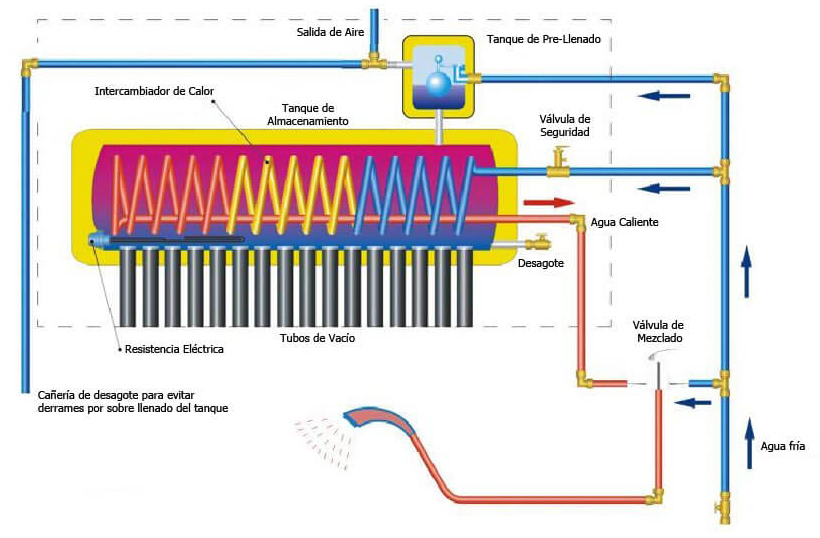 Salida de Aire
Tanque de Pre-Llenado
Intercambiador de Calor
Tanque de
Almacenamiento
Válvula de
Seguridad
Agua Caliente
Desagote
Válvula de
Mezclado
Tubos de Vacío
Resistencia Eléctrica
Cañería de desagote para evitar
derrames por sobre llenado del tanque
Agua fría